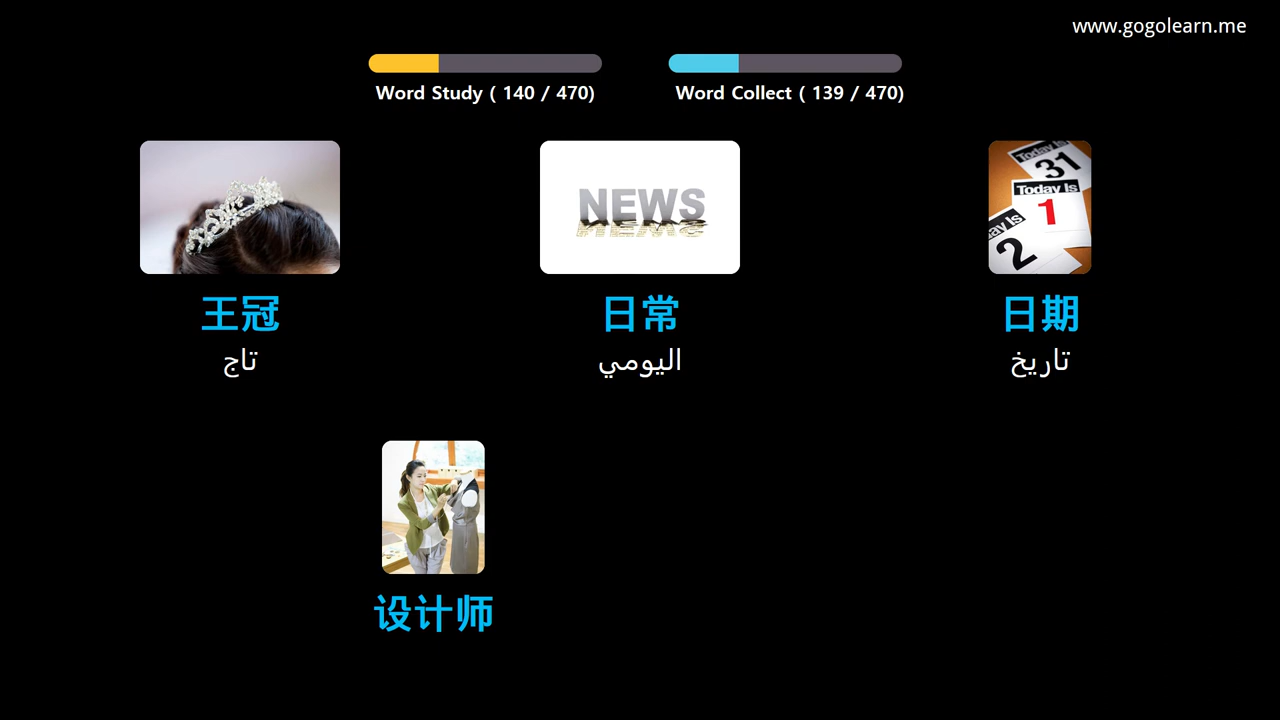 www.gogolearn.me
Word Study ( 140 / 470)
Word Collect ( 139 / 470)
NEWS
Today Is
31
Today Is
1
ay Is
2
王冠
日常
日期
تاج
اليومي
تاريخ
设计师